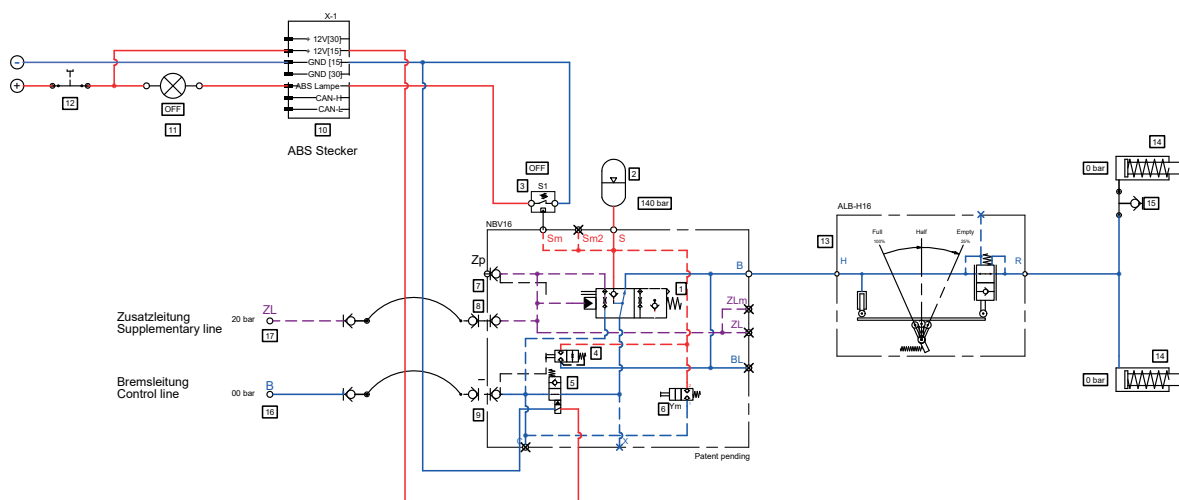 X-1
+ 12V[30]
+ 12V[15]
GND [15]
GND [30]
ABS Lampe
CAN-H
CAN-L
-
+
12
OFF
11
10
ABS Stecker
OFF
3
S1
2
140 bar
NBV16
Sm
Sm2
S
Zp
7
8
1
B
ZLm
ZL
BL
4
5
6
Ym
9
C
X
Patent pending
Zusatzleitung
Supplementary line
20 bar
ZL
17
Bremsleitung
Control line
00 bar
B
16
ALB-H16
13
Full
100%
Half
Empty
25%
H
R
14
0 bar
15
14
0 bar